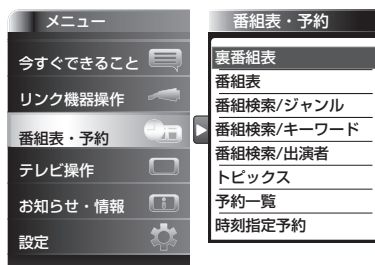 メニュー
今すぐできること
リンク機器操作
番組表・予約
テレビ操作
お知らせ・情報
設定
番組表・予約
裏番組表
番組表
番組検索/ジャンル
番組検索/キーワード
番組検索/出演者
トピックス
予約一覧
時刻指定予約